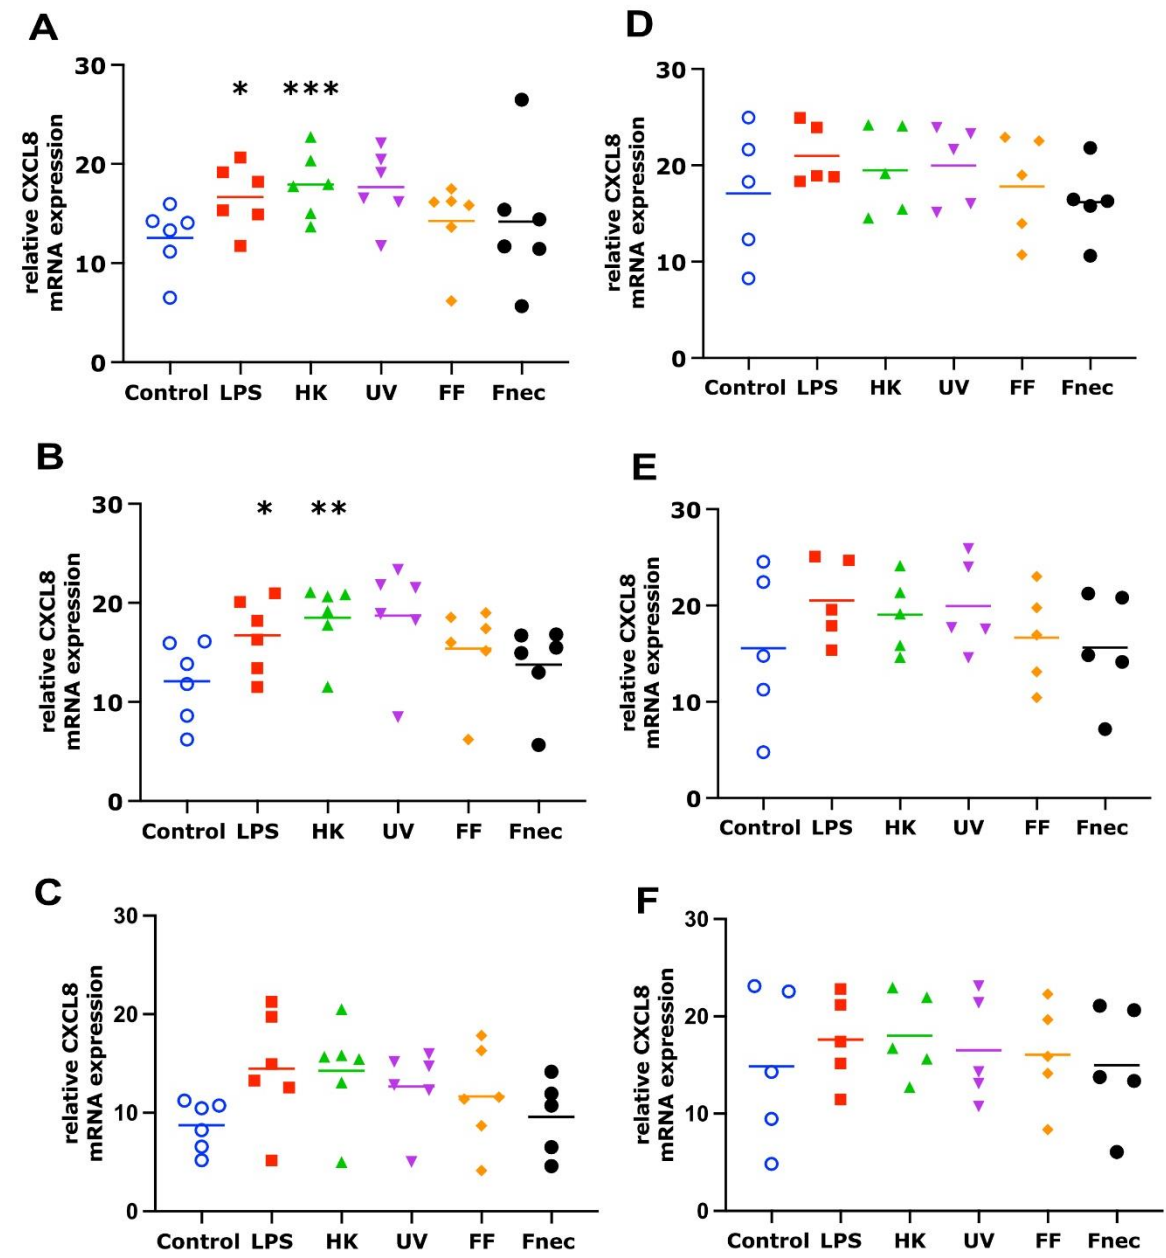 A
relative CXCL8
mRNA expression
30
20
10
0
* ***
Control LPS HK UV FF Fnec
D
relative CXCL8
mRNA expression
30
20
10
0
Control LPS HK UV FF Fnec
B
relative CXCL8
mRNA expression
30
20
10
0
* **
Control LPS HK UV FF Fnec
E
relative CXCL8
mRNA expression
30
20
10
0
Control LPS HK UV FF Fnec
C
relative CXCL8
mRNA expression
30
20
10
0
Control LPS HK UV FF Fnec
F
relative CXCL8
mRNA expression
30
20
10
0
Control LPS HK UV FF Fnec